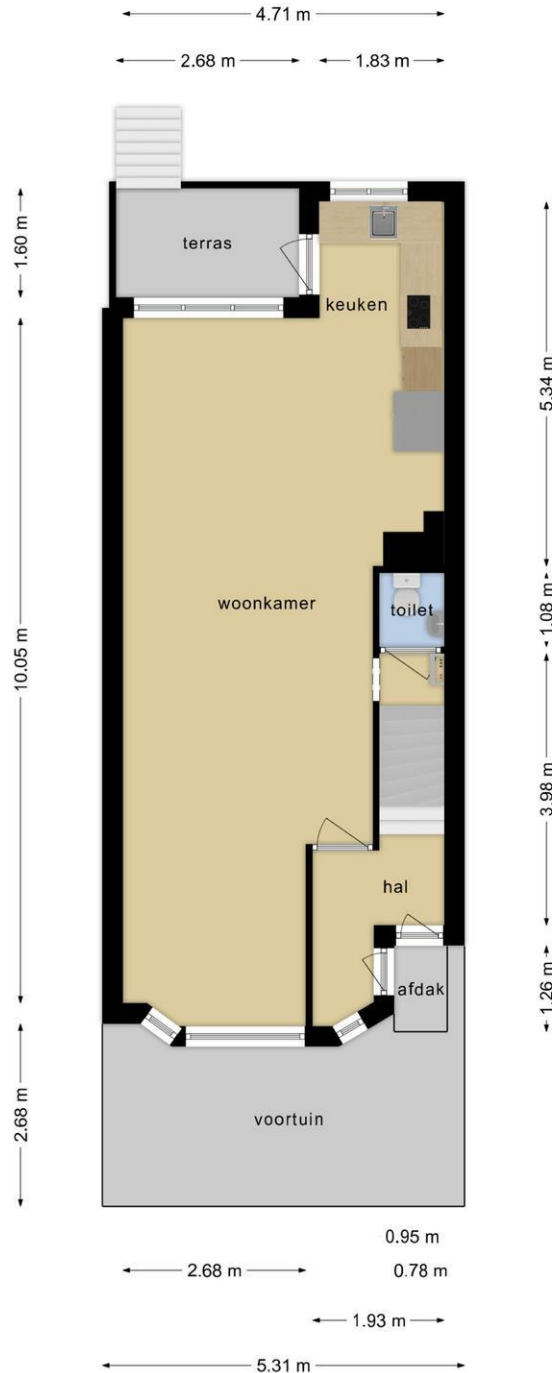 4.71 m
2.68 m
1.83 m
1.60 m
terras
keuken
5.34 m
10.05 m
woonkamer
toilet
1.08 m
3.98 m
hal
afdak
1.26 m
2.68 m
voortuin
0.95 m
2.68 m
0.78 m
1.93 m
5.31 m